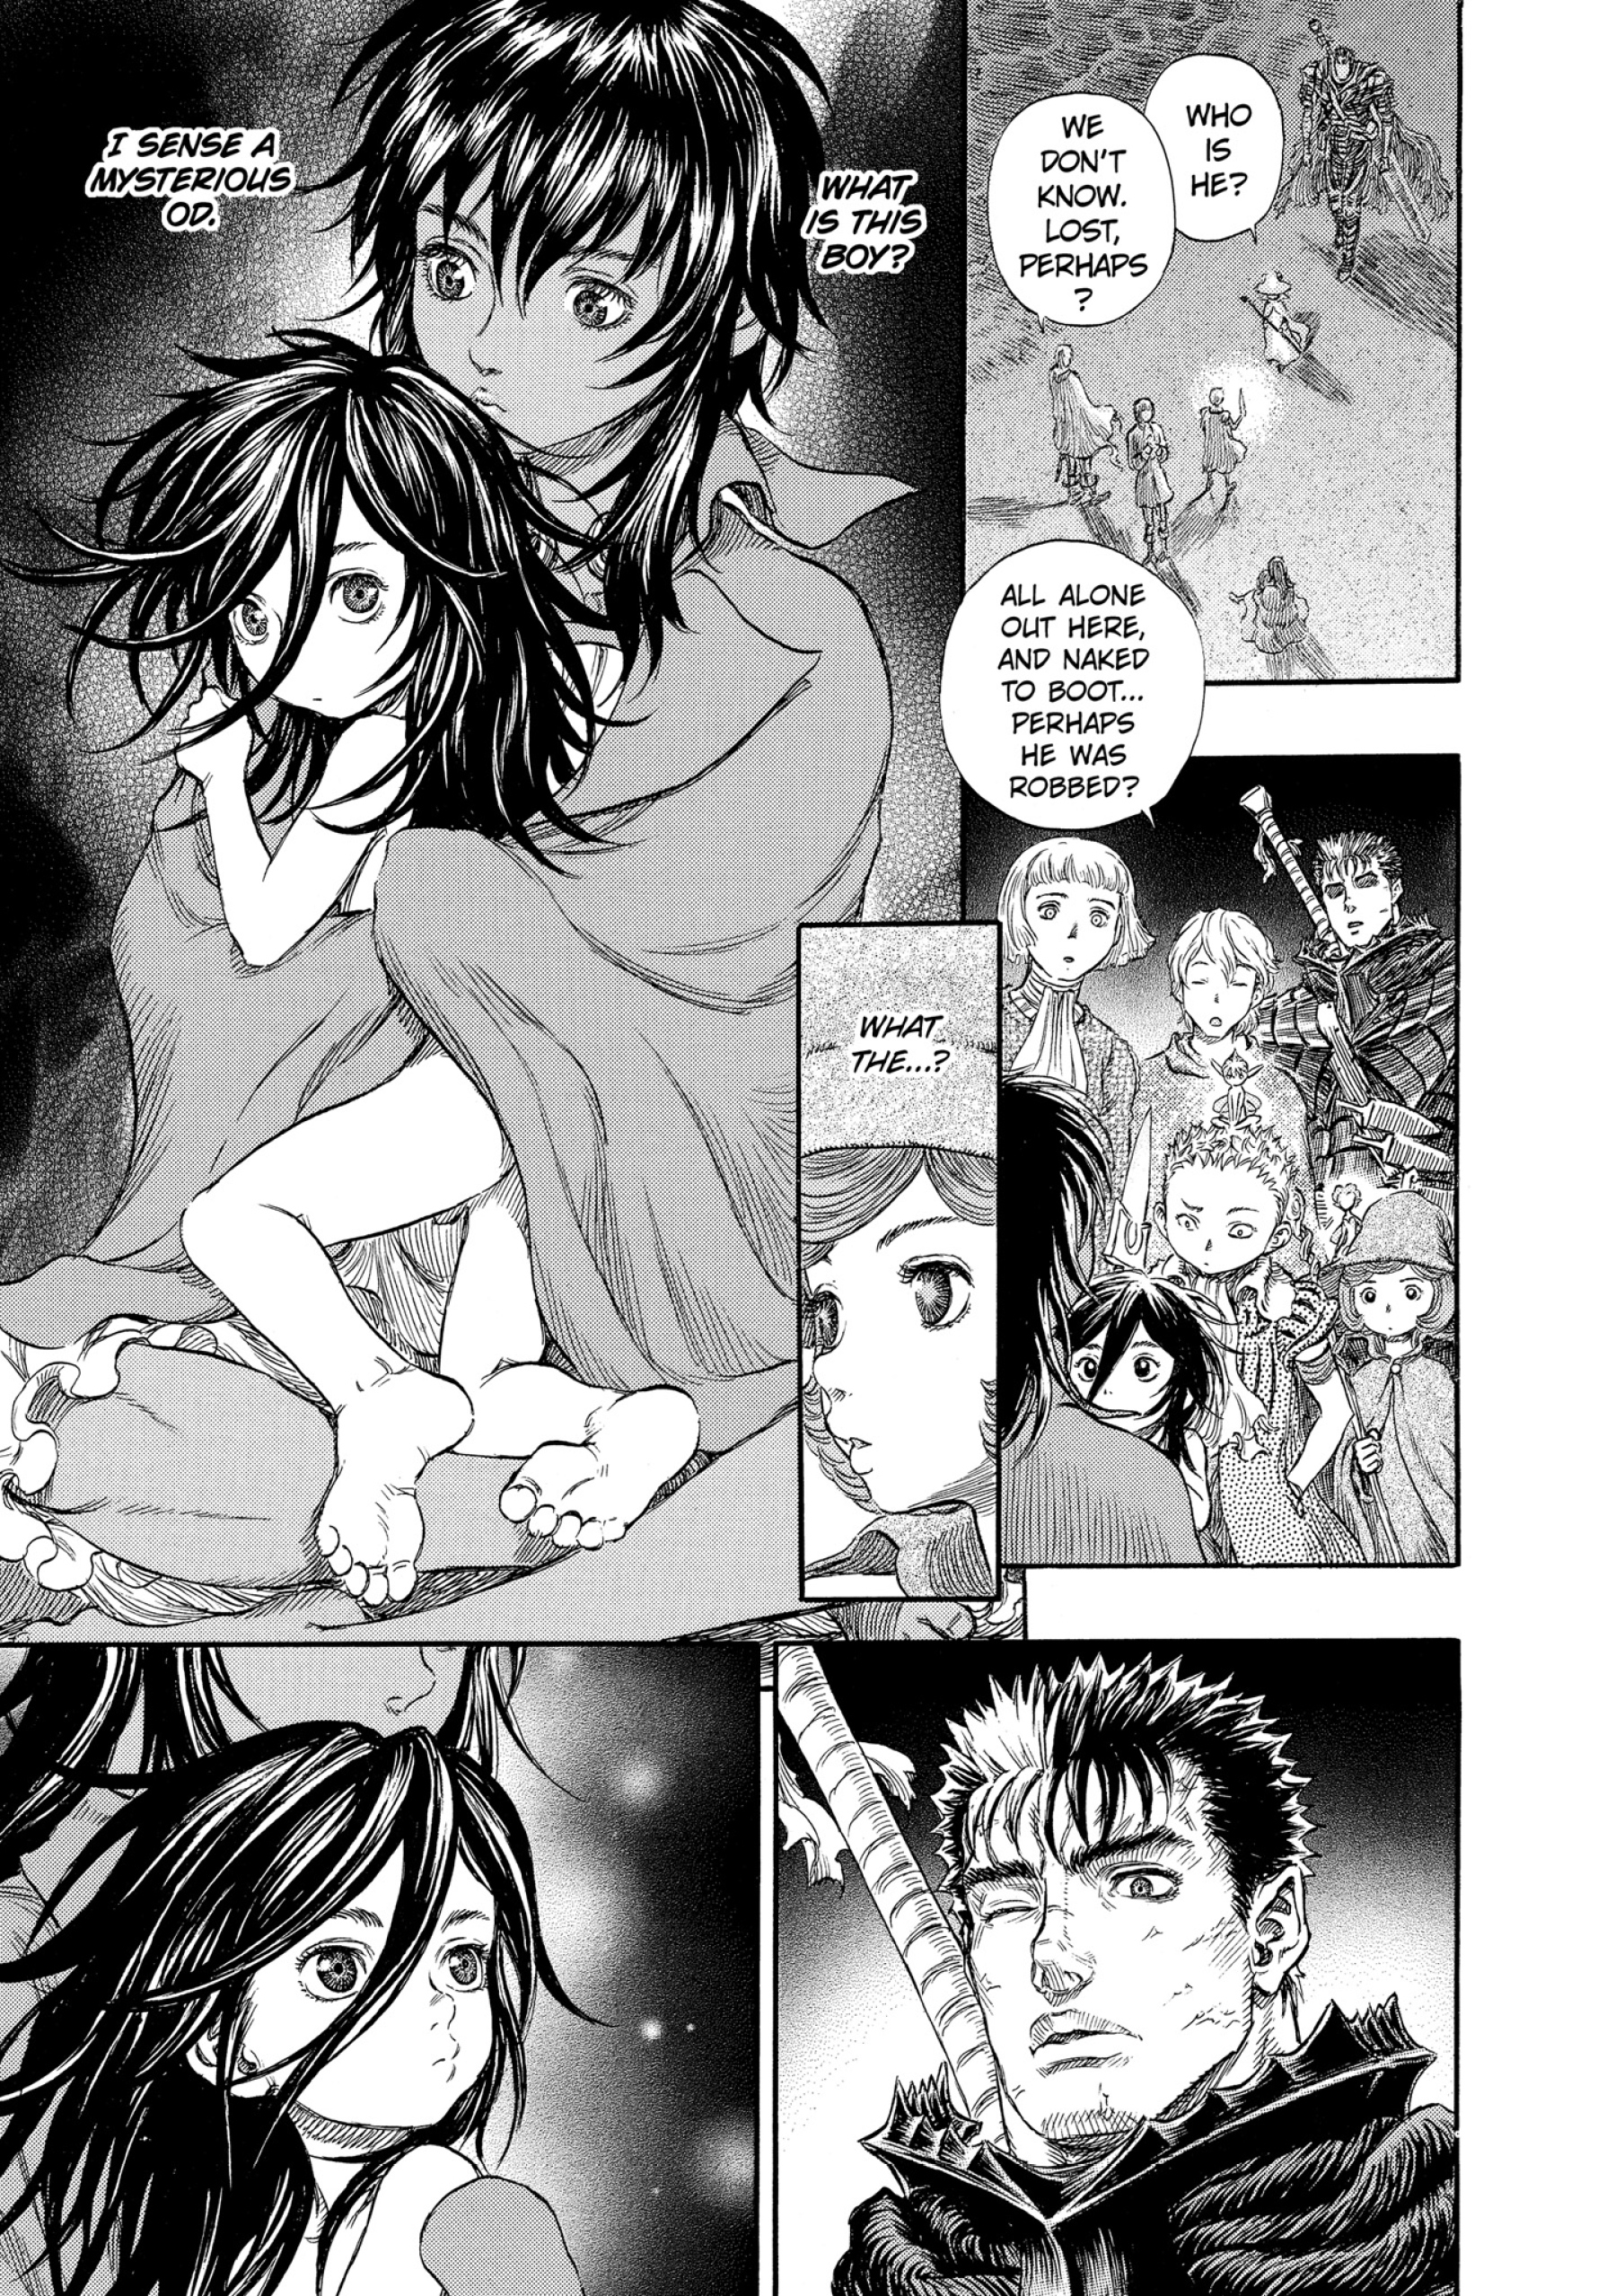 WHO
IS
HE?
WE
DON'T
KNOW.
LOST,
PERHAPS
?
ALL ALONE
OUT HERE,
AND NAKED
TO BOOT...
PERHAPS
HE WAS
ROBBED?
WHAT
THE...?
WHAT
IS THIS
BOY?
I SENSE A
MYSTERIOUS
OD.